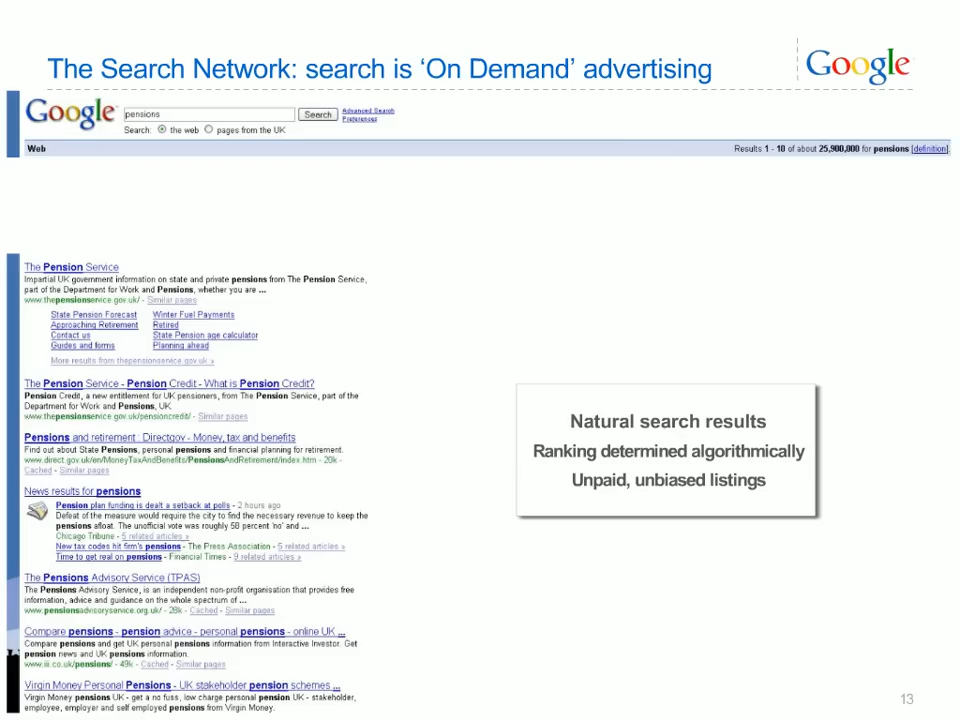 The Search Network: search is ‘On Demand’ advertising
Google
Google
pensions
Search
Advanced Search
Preferences
Search: the web pages from the UK
Web
Results 1 - 10 of about 25,900,000 for pensions [definition].
The Pension Service
Impartial UK government information on state and private pensions from The Pension Service,
part of the Department for Work and Pensions, whether you are ...
www.thepensionservice.gov.uk/ - Similar pages
State Pension Forecast Winter Fuel Payments
Approaching Retirement Retired
Contact us State Pension age calculator
Guides and forms Planning ahead
More results from thepensionservice.gov.uk »
The Pension Service - Pension Credit - What is Pension Credit?
Pension Credit, a new entitlement for UK pensioners, from The Pension Service, part of the
Department for Work and Pensions, UK
www.thepensionservice.gov.uk/pensioncredit/ - Similar pages
Pensions and retirement : Directgov - Money, tax and benefits
Find out about State Pensions, personal pensions and financial planning for retirement.
www.direct.gov.uk/en/MoneyTaxAndBenefits/PensionsAndRetirement/index.htm - 20k -
Cached - Similar pages
News results for pensions
Pension plan funding is dealt a setback at polls - 2 hours ago
Defeat of the measure would require the city to find the necessary revenue to keep the
pensions afloat. The unofficial vote was roughly 58 percent 'no' and ...
Chicago Tribune - 5 related articles »
New tax codes hit firm's pensions - The Press Association - 5 related articles »
Time to get real on pensions - Financial Times - 9 related articles »
The Pensions Advisory Service (TPAS)
The Pensions Advisory Service, is an independent non-profit organisation that provides free
information, advice and guidance on the whole spectrum of ...
www.pensionsadvisoryservice.org.uk/ - 28k - Cached - Similar pages
Compare pensions - pension advice - personal pensions - online UK ...
Compare pensions and get UK personal pensions information from Interactive Investor. Get
pension news and UK pensions information.
www.iii.co.uk/pensions/ - 49k - Cached - Similar pages
Virgin Money Personal Pensions - UK stakeholder pension schemes ...
Virgin Money pensions UK - get a no fuss, low charge personal pension UK - stakeholder,
employee, employer and self employed pensions from Virgin Money.
Natural search results
Ranking determined algorithmically
Unpaid, unbiased listings
13